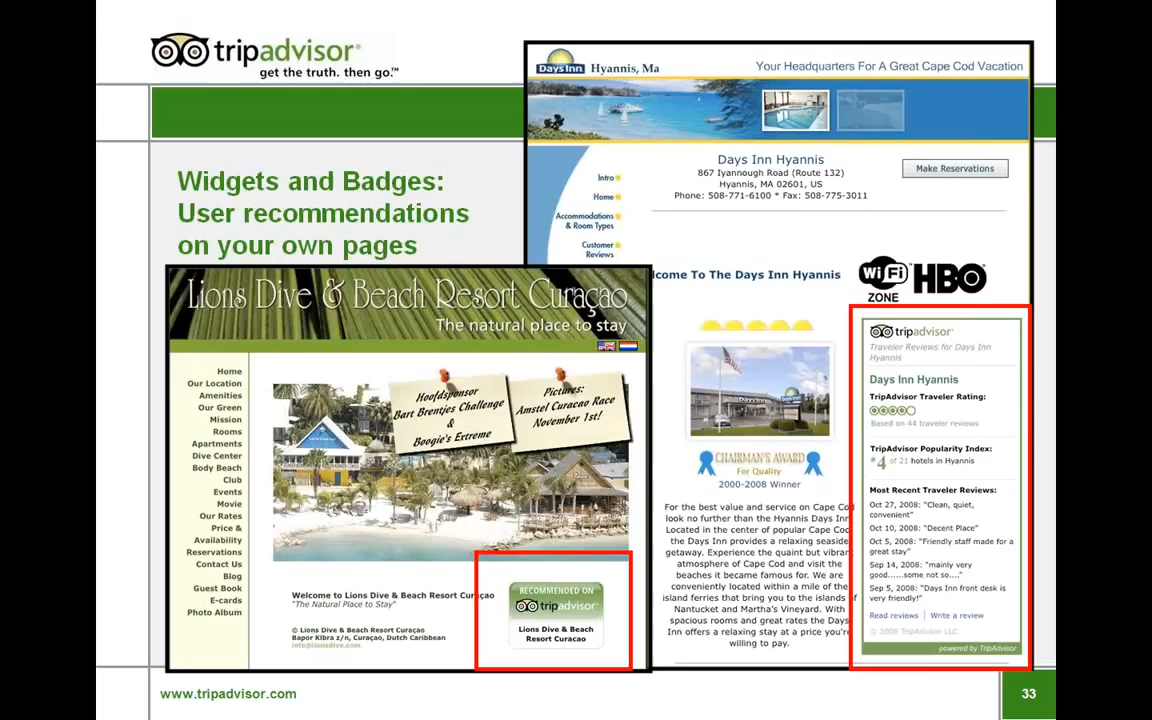 tripadvisor®
get the truth. then go.™
Widgets and Badges:
User recommendations
on your own pages
Days Inn Hyannis, Ma
Your Headquarters For A Great Cape Cod Vacation
Days Inn Hyannis
867 Iyannough Road (Route 132)
Hyannis, MA 02601, US
Phone: 508-771-6100 * Fax: 508-775-3011
Make Reservations
Intro
Home
Accommodations
& Room Types
Customer
Reviews
lcome To The Days Inn Hyannis
WiFi
ZONE
HBO
CHAIRMAN'S AWARD
For Quality
2000-2008 Winner
For the best value and service on Cape Cod
look no further than the Hyannis Days Inn
Located in the center of popular Cape Cod
the Days Inn provides a relaxing seaside
getaway. Experience the quaint but vibran
atmosphere of Cape Cod and visit the
beaches it became famous for. We are
conveniently located within a mile of the
island ferries that bring you to the islands of
Nantucket and Martha's Vineyard. With
spacious rooms and great rates the Days
Inn offers a relaxing stay at a price you're
willing to pay.
tripadvisor®
Traveler Reviews for Days Inn
Hyannis
Days Inn Hyannis
TripAdvisor Traveler Rating:
Based on 44 traveler reviews
TripAdvisor Popularity Index:
#4 of 21 hotels in Hyannis
Most Recent Traveler Reviews:
Oct 27, 2008: "Clean, quiet,
convenient"
Oct 10, 2008: "Decent Place"
Oct 5, 2008: "Friendly staff made for a
great stay"
Sep 14, 2008: "mainly very
good......some not so...."
Sep 5, 2008: "Days Inn front desk is
very friendly!"
Read reviews | Write a review
© 2008 TripAdvisor LLC
powered by TripAdvisor
Lions Dive & Beach Resort Curaçao
The natural place to stay
Home
Our Location
Amenities
Our Green
Mission
Rooms
Apartments
Dive Center
Body Beach
Club
Events
Movie
Our Rates
Price &
Availability
Reservations
Contact Us
Blog
Guest Book
E-cards
Photo Album
Hoofdsponsor
Bart Brentjes Challenge
&
Boogie's Extreme
Pictures:
Amstel Curacao Race
November 1st!
Welcome to Lions Dive & Beach Resort Curaçao
"The Natural Place to Stay"
© Lions Dive & Beach Resort Curaçao
Bapor Kibra z/n, Curaçao, Dutch Caribbean
info@lionsdive.com
RECOMMENDED ON
tripadvisor
Lions Dive & Beach
Resort Curacao
www.tripadvisor.com
33